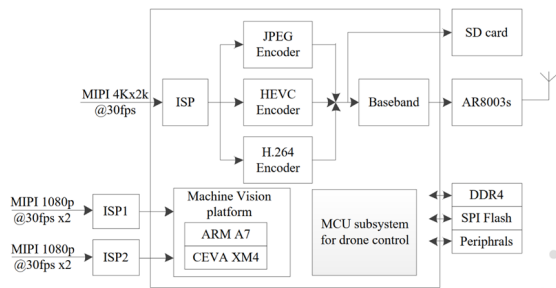 JPEG
Encoder
SD card
MIPI 4Kx2k
@30fps
ISP
HEVC
Encoder
Baseband
AR8003s
H.264
Encoder
MIPI 1080p
@30fps x2
ISP1
MIPI 1080p
@30fps x2
ISP2
Machine Vision
platform
ARM A7
CEVA XM4
MCU subsystem
for drone control
DDR4
SPI Flash
Periphrals